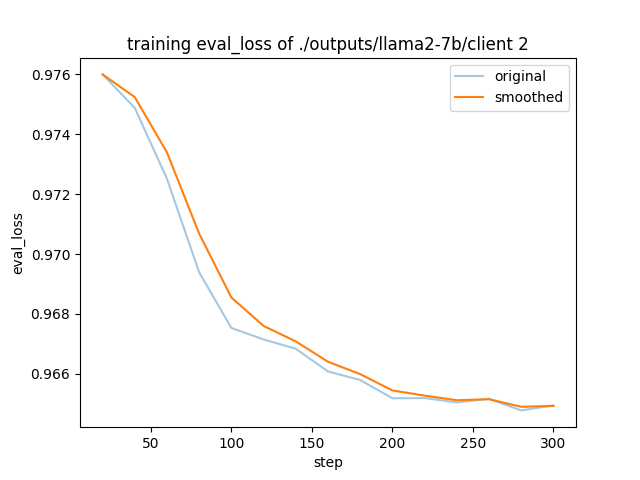 training eval_loss of ./outputs/llama2-7b/client 2
original
smoothed
0.976
0.974
0.972
0.970
0.968
0.966
eval_loss
50
100
150
200
250
300
step